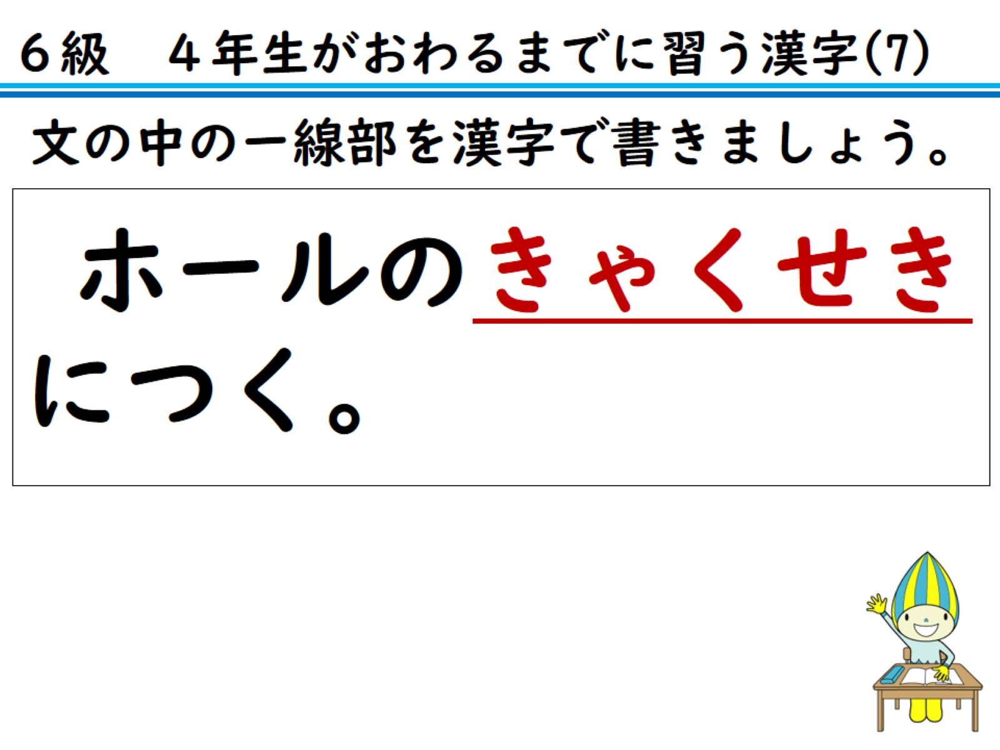 ６級　４年生がおわるまでに習う漢字(7)
文の中の－線部を漢字で書きましょう。
ホールのきゃくせき
につく。